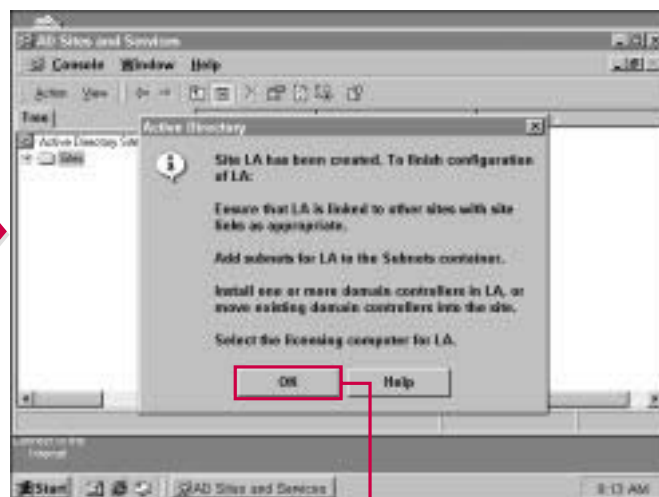 AD Sites and Services
Console Window Help
Action View
Tree
Active Directory
Sites
Active Directory
Site LA has been created. To finish configuration
of LA:
Ensure that LA is linked to other sites with site
links as appropriate.
Add subnets for LA to the Subnets container.
Install one or more domain controllers in LA, or
move existing domain controllers into the site.
Select the licensing computer for LA.
OK Help
Connect to the
Internet
Start AD Sites and Services 8:13 AM